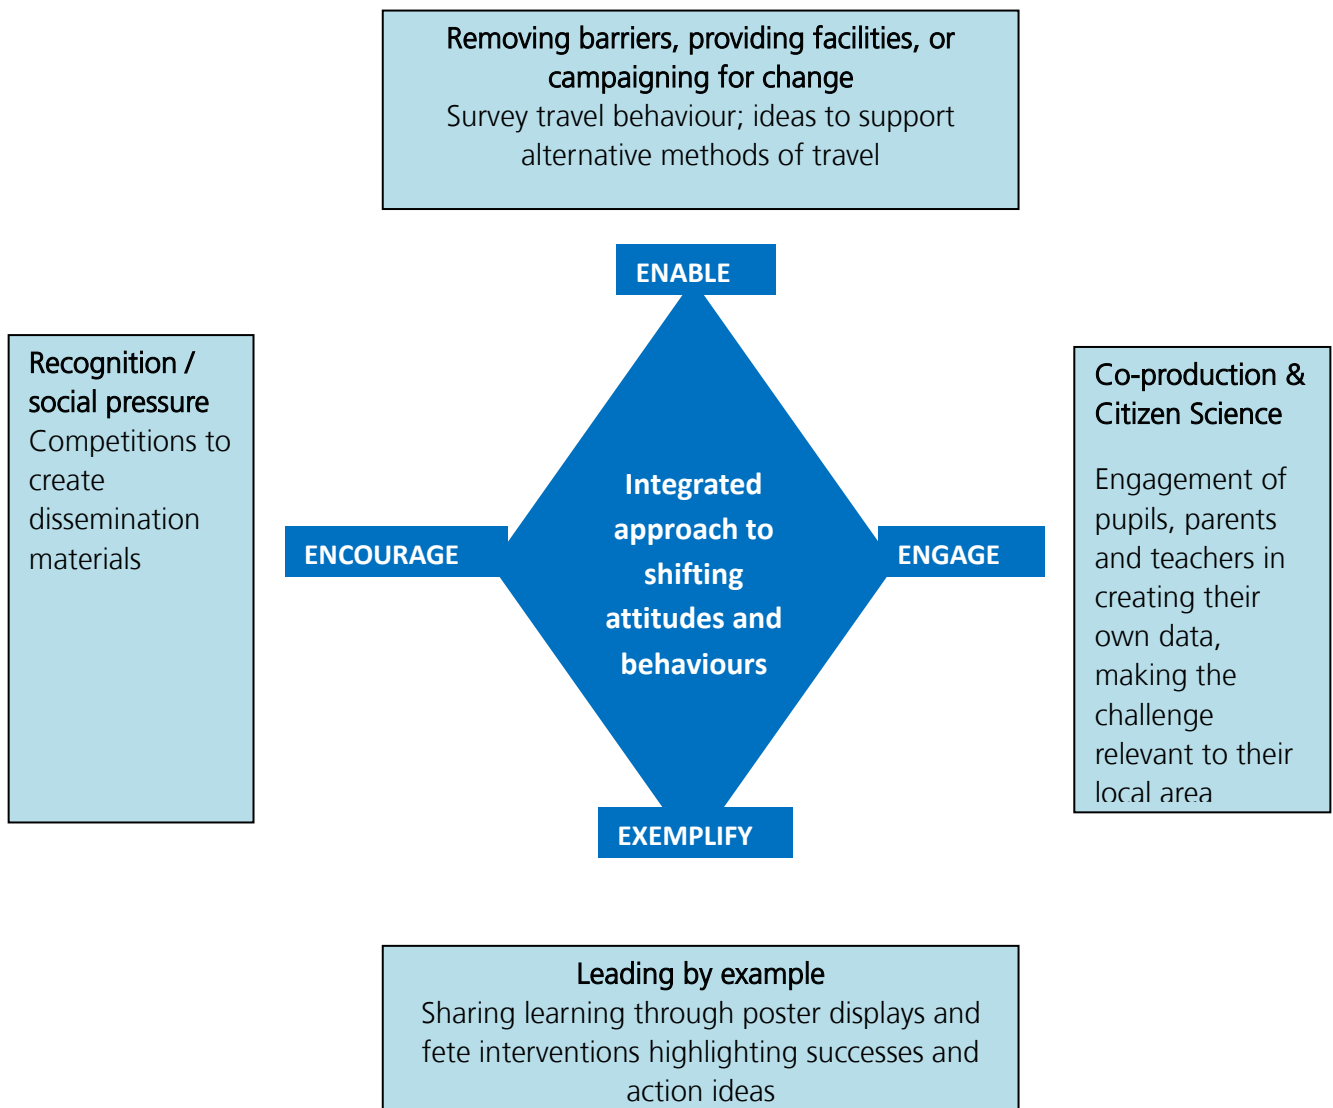 Removing barriers, providing facilities, or
campaigning for change
Survey travel behaviour; ideas to support
alternative methods of travel
ENABLE
Recognition /
social pressure
Competitions to
create
dissemination
materials
ENCOURAGE
Integrated
approach to
shifting
attitudes and
behaviours
ENGAGE
Co-production &
Citizen Science
Engagement of
pupils, parents
and teachers in
creating their
own data,
making the
challenge
relevant to their
local area
EXEMPLIFY
Leading by example
Sharing learning through poster displays and
fete interventions highlighting successes and
action ideas